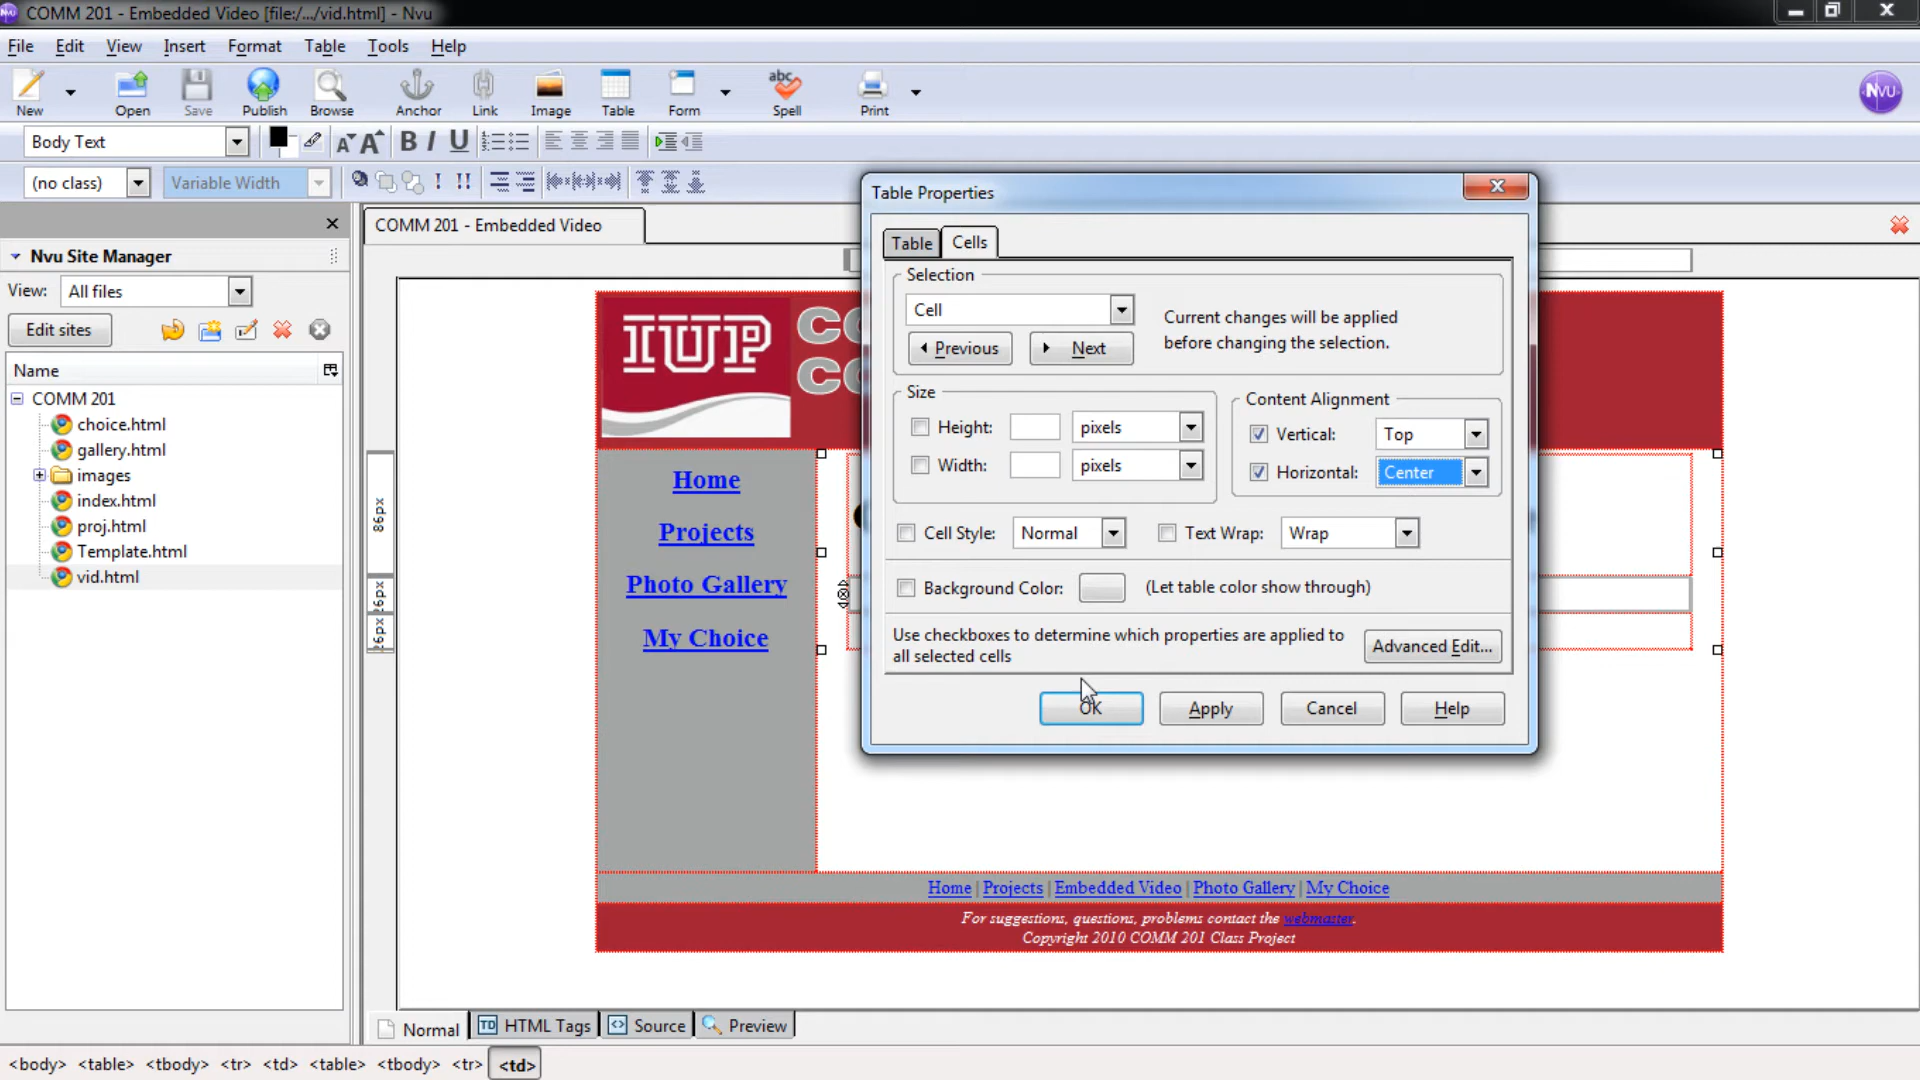 COMM 201 - Embedded Video [file:/.../vid.html] - Nvu
File Edit View Insert Format Table Tools Help
New Open Save Publish Browse Anchor Link Image Table Form abc Spell Print NVU
Body Text B I U
(no class) Variable Width
COMM 201 - Embedded Video
Nvu Site Manager
View: All files
Edit sites
Name
COMM 201
choice.html
gallery.html
images
index.html
proj.html
Template.html
vid.html
86px
26px
26px
IUP
Home
Projects
Photo Gallery
My Choice
Table Properties
Table Cells
Selection
Cell
Previous Next
Current changes will be applied
before changing the selection.
Size
Height: pixels
Width: pixels
Content Alignment
Vertical: Top
Horizontal: Center
Cell Style: Normal Text Wrap: Wrap
Background Color: (Let table color show through)
Use checkboxes to determine which properties are applied to
all selected cells
Advanced Edit...
OK Apply Cancel Help
Home | Projects | Embedded Video | Photo Gallery | My Choice
For suggestions, questions, problems contact the webmaster.
Copyright 2010 COMM 201 Class Project
Normal HTML Tags Source Preview
<body> <table> <tbody> <tr> <td> <table> <tbody> <tr> <td>